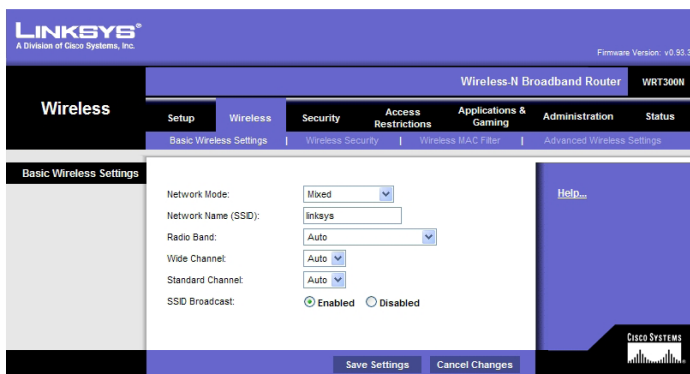 LINKSYS®
A Division of Cisco Systems, Inc.
Firmware Version: v0.93.3
Wireless-N Broadband Router WRT300N
Wireless
Setup Wireless Security Access Restrictions Applications & Gaming Administration Status
Basic Wireless Settings | Wireless Security | Wireless MAC Filter | Advanced Wireless Settings
Basic Wireless Settings
Help...
Network Mode: Mixed
Network Name (SSID): linksys
Radio Band: Auto
Wide Channel: Auto
Standard Channel: Auto
SSID Broadcast: Enabled Disabled
CISCO SYSTEMS
Save Settings Cancel Changes